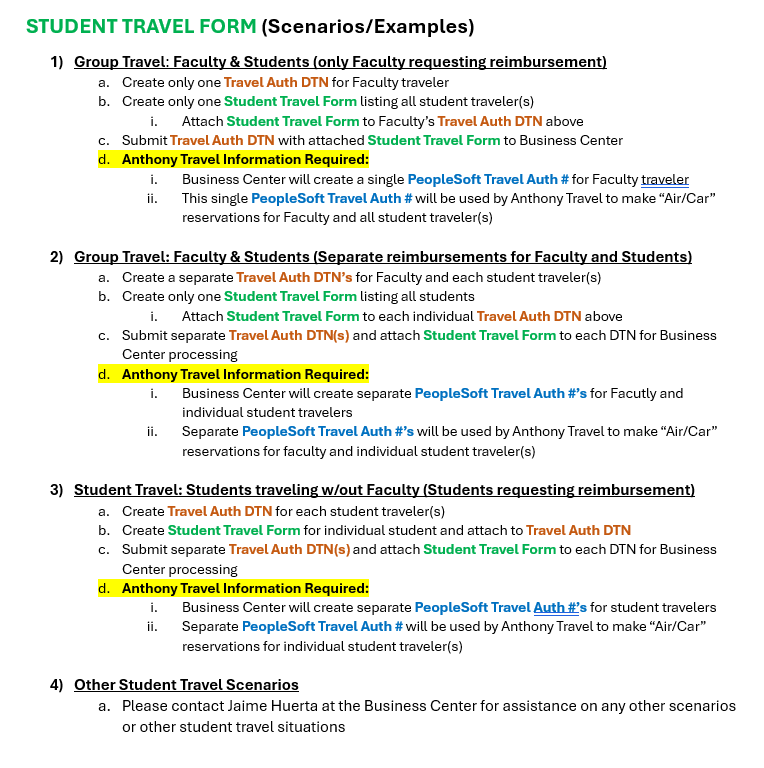 STUDENT TRAVEL FORM (Scenarios/Examples)
1) Group Travel: Faculty & Students (only Faculty requesting reimbursement)
a. Create only one Travel Auth DTN for Faculty traveler
b. Create only one Student Travel Form listing all student traveler(s)
i. Attach Student Travel Form to Faculty's Travel Auth DTN above
c. Submit Travel Auth DTN with attached Student Travel Form to Business Center
d. Anthony Travel Information Required:
i. Business Center will create a single PeopleSoft Travel Auth # for Faculty traveler
ii. This single PeopleSoft Travel Auth # will be used by Anthony Travel to make “Air/Car”
reservations for Faculty and all student traveler(s)
2) Group Travel: Faculty & Students (Separate reimbursements for Faculty and Students)
a. Create a separate Travel Auth DTN's for Faculty and each student traveler(s)
b. Create only one Student Travel Form listing all students
i. Attach Student Travel Form to each individual Travel Auth DTN above
c. Submit separate Travel Auth DTN(s) and attach Student Travel Form to each DTN for Business
Center processing
d. Anthony Travel Information Required:
i. Business Center will create separate PeopleSoft Travel Auth #'s for Facutly and
individual student travelers
ii. Separate PeopleSoft Travel Auth #'s will be used by Anthony Travel to make “Air/Car”
reservations for faculty and individual student traveler(s)
3) Student Travel: Students traveling w/out Faculty (Students requesting reimbursement)
a. Create Travel Auth DTN for each student traveler(s)
b. Create Student Travel Form for individual student and attach to Travel Auth DTN
c. Submit separate Travel Auth DTN(s) and attach Student Travel Form to each DTN for Business
Center processing
d. Anthony Travel Information Required:
i. Business Center will create separate PeopleSoft Travel Auth #'s for student travelers
ii. Separate PeopleSoft Travel Auth # will be used by Anthony Travel to make “Air/Car”
reservations for individual student traveler(s)
4) Other Student Travel Scenarios
a. Please contact Jaime Huerta at the Business Center for assistance on any other scenarios
or other student travel situations